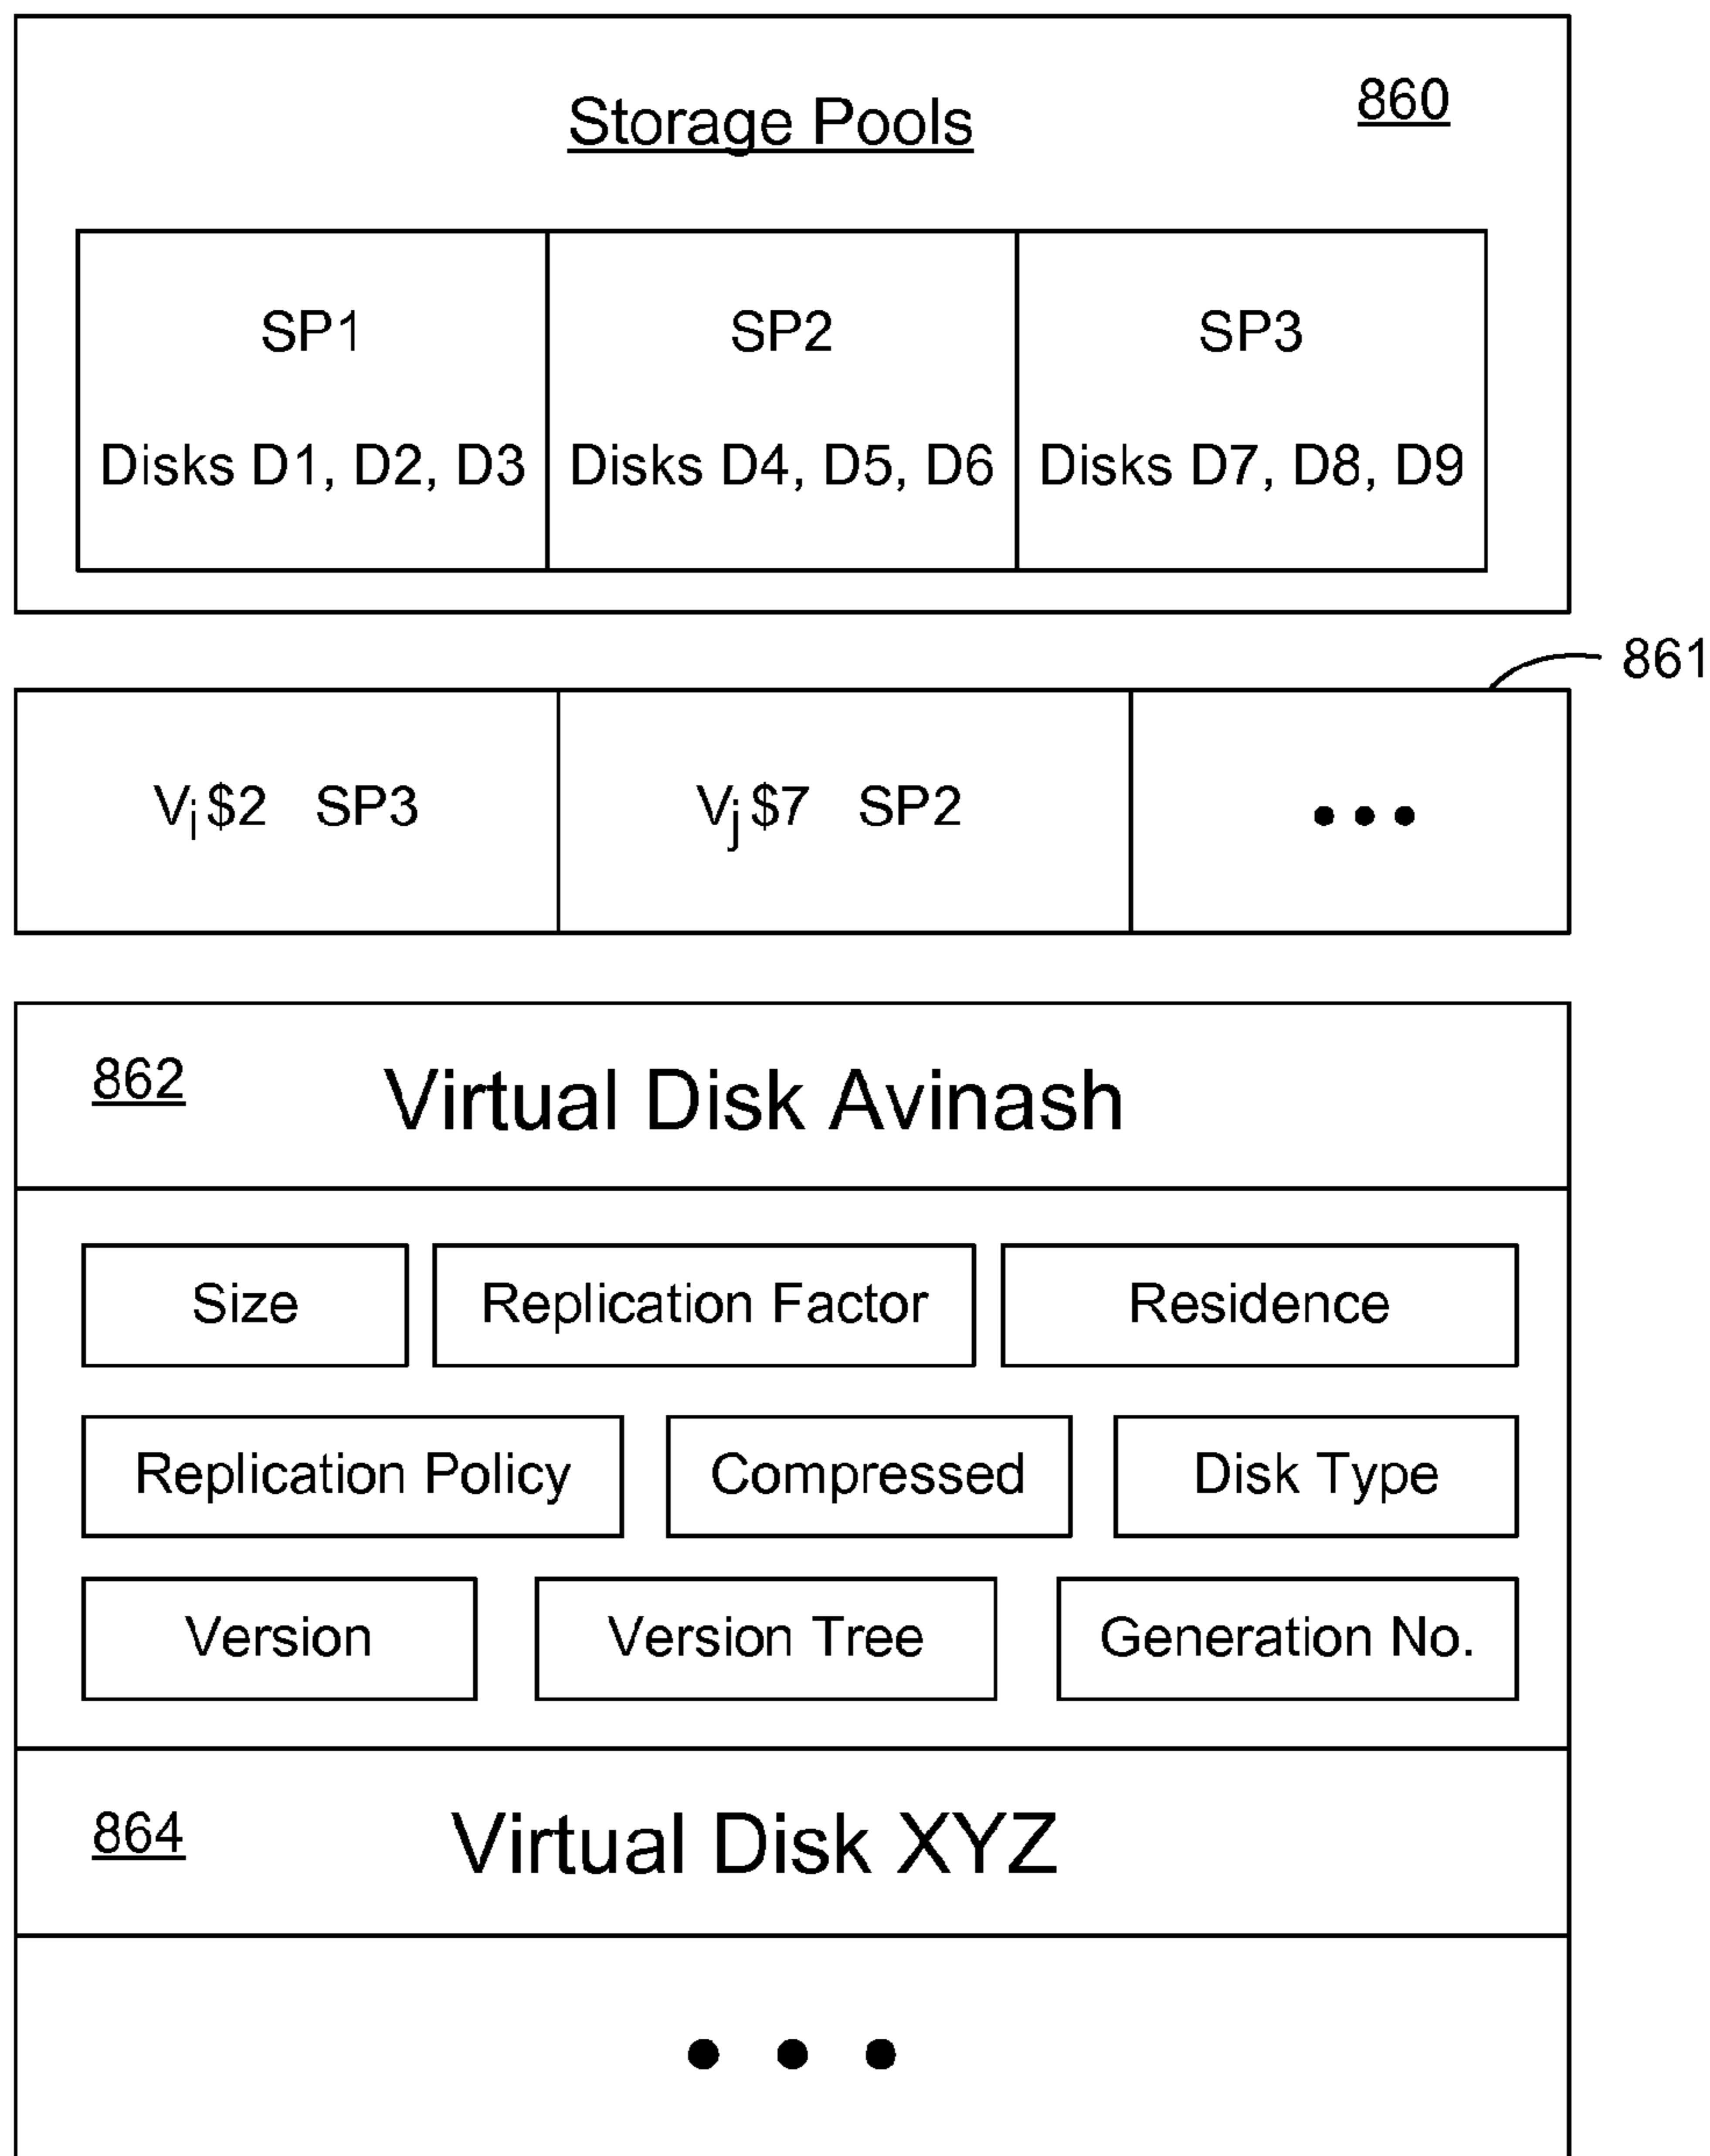 Storage Pools 860
SP1 SP2 SP3
Disks D1, D2, D3 Disks D4, D5, D6 Disks D7, D8, D9
861
Vi$2 SP3 Vj$7 SP2 •••
862 Virtual Disk Avinash
Size Replication Factor Residence
Replication Policy Compressed Disk Type
Version Version Tree Generation No.
864 Virtual Disk XYZ
• • •